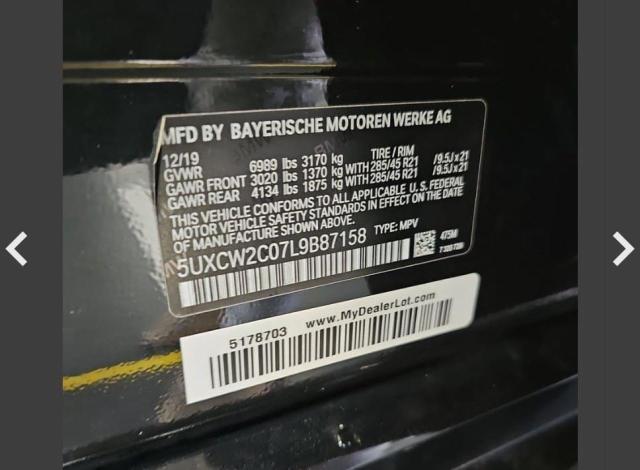 MFD BY BAYERISCHE MOTOREN WERKE AG
12/19 TIRE / RIM
GVWR 6989 lbs 3170 kg
GAWR FRONT 3020 lbs 1370 kg WITH 285/45 R21 /9.5J x 21
GAWR REAR 4134 lbs 1875 kg WITH 285/45 R21 /9.5J x 21
THIS VEHICLE CONFORMS TO ALL APPLICABLE U.S. FEDERAL
MOTOR VEHICLE SAFETY STANDARDS IN EFFECT ON THE DATE
OF MANUFACTURE SHOWN ABOVE.
5UXCW2C07L9B87158 TYPE: MPV
475M
5178703 www.MyDealerLot.com